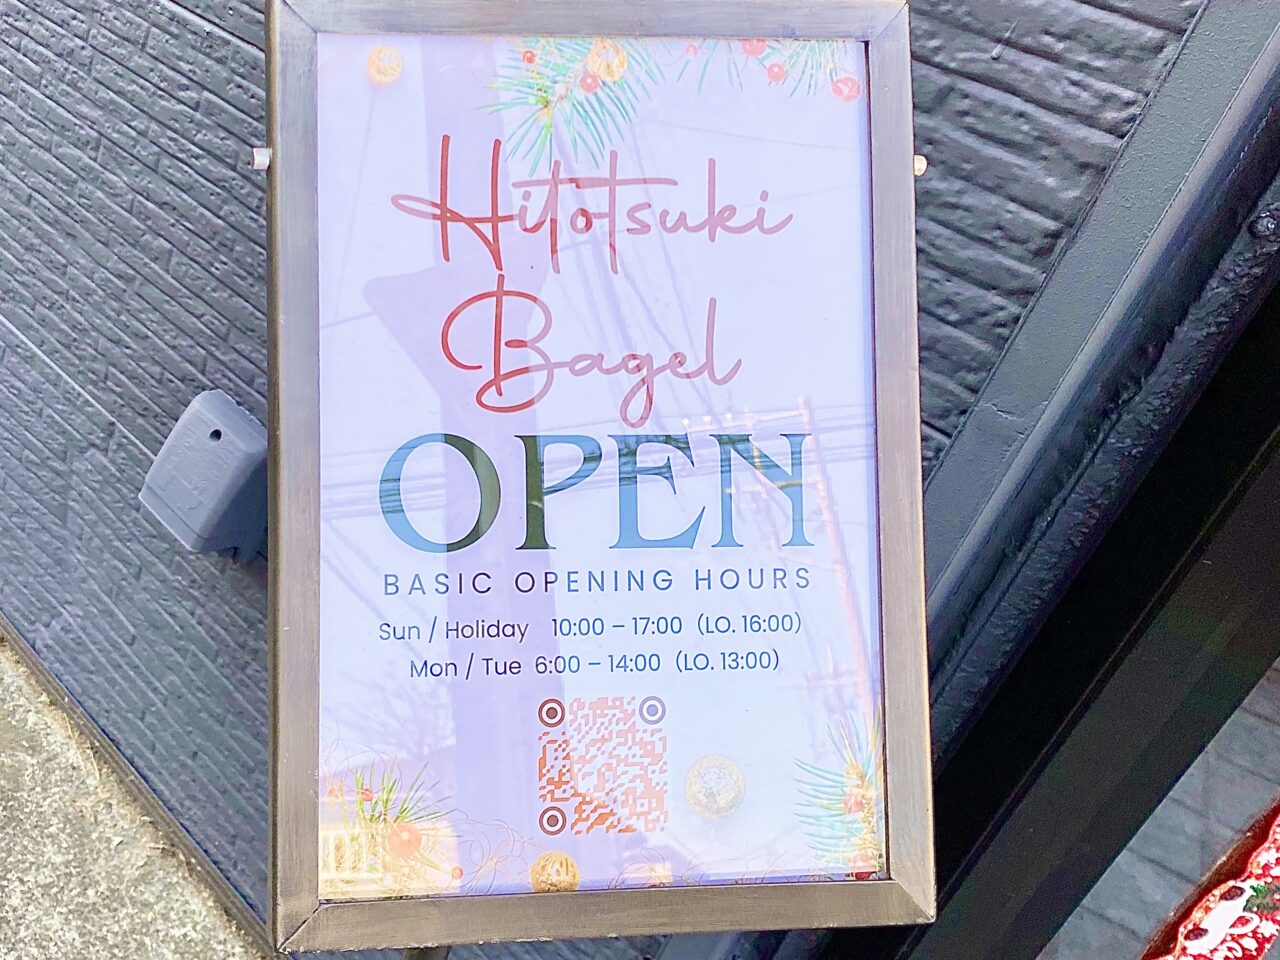 Hitotsuki
Bagel
OPEN
BASIC OPENING HOURS
Sun / Holiday 10:00 – 17:00 (LO. 16:00)
Mon / Tue 6:00 – 14:00 (LO. 13:00)